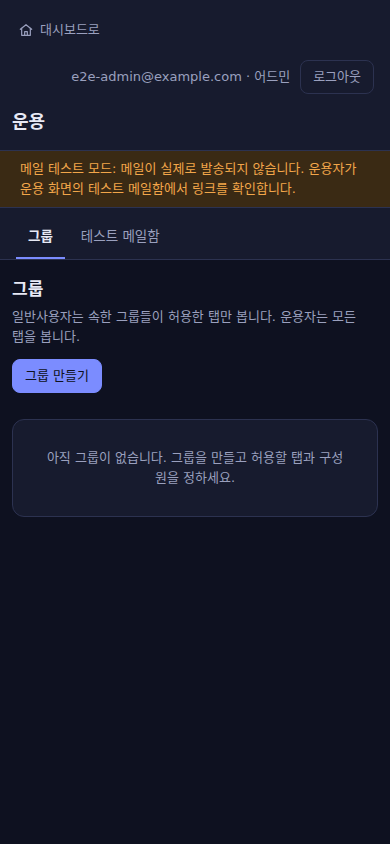 대시보드로
e2e-admin@example.com · 어드민
로그아웃
운용
메일 테스트 모드: 메일이 실제로 발송되지 않습니다. 운용자가
운용 화면의 테스트 메일함에서 링크를 확인합니다.
그룹
테스트 메일함
그룹
일반사용자는 속한 그룹들이 허용한 탭만 봅니다. 운용자는 모든
탭을 봅니다.
그룹 만들기
아직 그룹이 없습니다. 그룹을 만들고 허용할 탭과 구성
원을 정하세요.